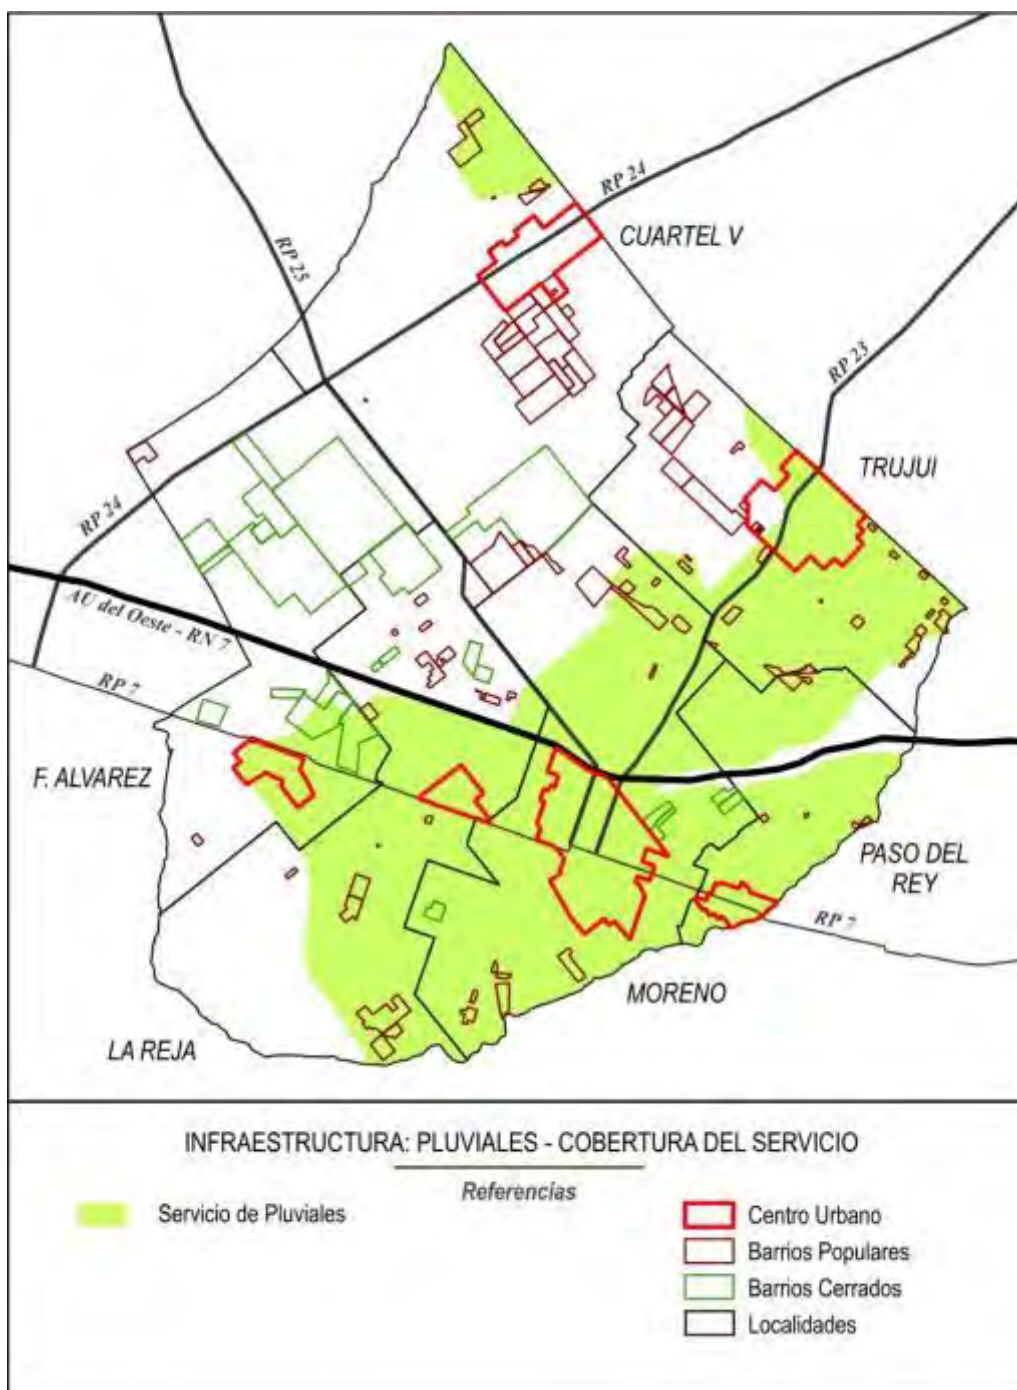 RP 24
CUARTEL V
RP 25
RP 23
TRUJUI
RP 24
AU del Oeste - RN 7
RP 7
F. ALVAREZ
PASO DEL
REY
RP 7
MORENO
LA REJA
INFRAESTRUCTURA: PLUVIALES - COBERTURA DEL SERVICIO
Referencias
Servicio de Pluviales
Centro Urbano
Barrios Populares
Barrios Cerrados
Localidades